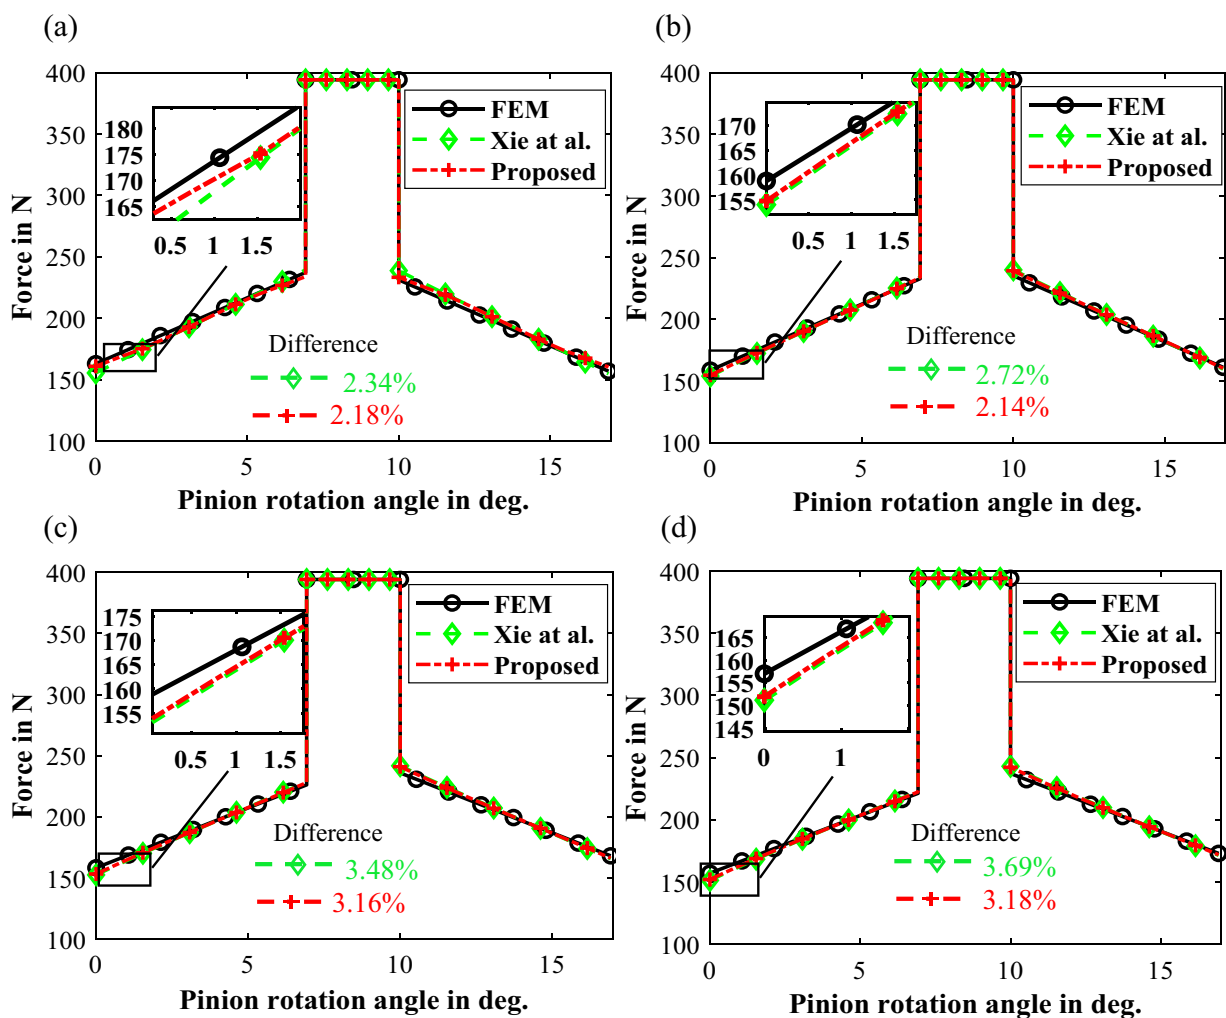 (a)
400
350
300
250
200
150
100
Force in N
180
175
170
165
0.5 1 1.5
FEM
Xie at al.
Proposed
Difference
2.34%
2.18%
0 5 10 15
Pinion rotation angle in deg.
(b)
400
350
300
250
200
150
100
Force in N
170
165
160
155
0.5 1 1.5
FEM
Xie at al.
Proposed
Difference
2.72%
2.14%
0 5 10 15
Pinion rotation angle in deg.
(c)
400
350
300
250
200
150
100
Force in N
175
170
165
160
155
0.5 1 1.5
FEM
Xie at al.
Proposed
Difference
3.48%
3.16%
0 5 10 15
Pinion rotation angle in deg.
(d)
400
350
300
250
200
150
100
Force in N
165
160
155
150
145
0 1
FEM
Xie at al.
Proposed
Difference
3.69%
3.18%
0 5 10 15
Pinion rotation angle in deg.